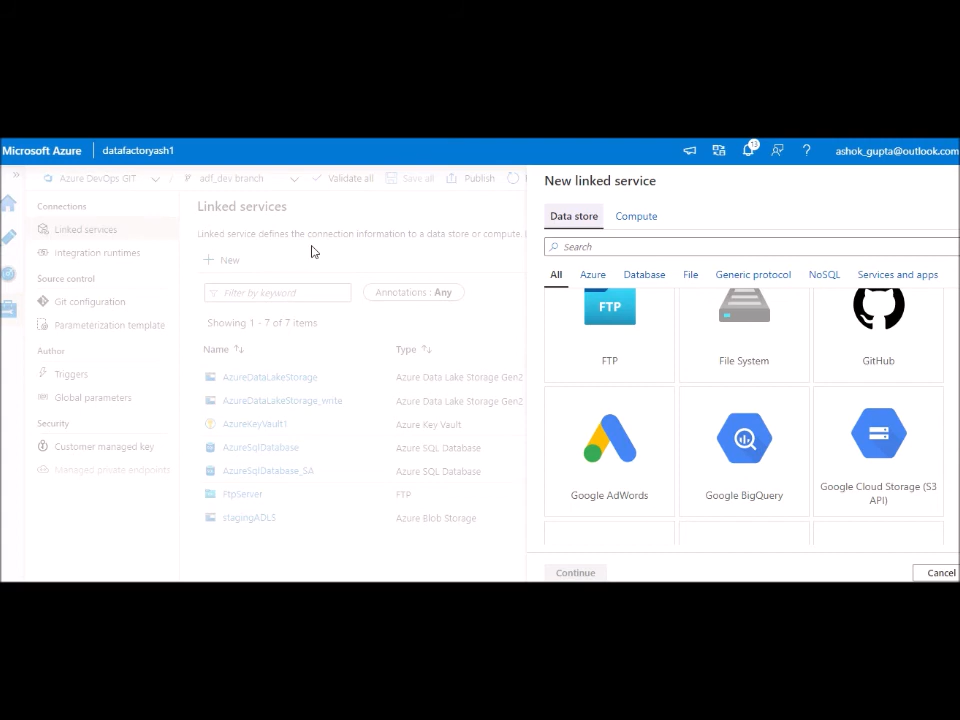 Microsoft Azure
datafactoryash1
13
?
ashok_gupta@outlook.com
»
Azure DevOps GIT
/
adf_dev branch
Validate all
Save all
Publish
Connections
Linked services
Integration runtimes
Source control
Git configuration
Parameterization template
Author
Triggers
Global parameters
Security
Customer managed key
Managed private endpoints
Linked services
Linked service defines the connection information to a data store or compute.
New
Filter by keyword
Annotations : Any
Showing 1 - 7 of 7 items
Name
Type
AzureDataLakeStorage
Azure Data Lake Storage Gen2
AzureDataLakeStorage_write
Azure Data Lake Storage Gen2
AzureKeyVault1
Azure Key Vault
AzureSqlDatabase
Azure SQL Database
AzureSqlDatabase_SA
Azure SQL Database
FtpServer
FTP
stagingADLS
Azure Blob Storage
New linked service
Data store
Compute
Search
All
Azure
Database
File
Generic protocol
NoSQL
Services and apps
FTP
FTP
File System
GitHub
Google AdWords
Google BigQuery
Google Cloud Storage (S3
API)
Continue
Cancel